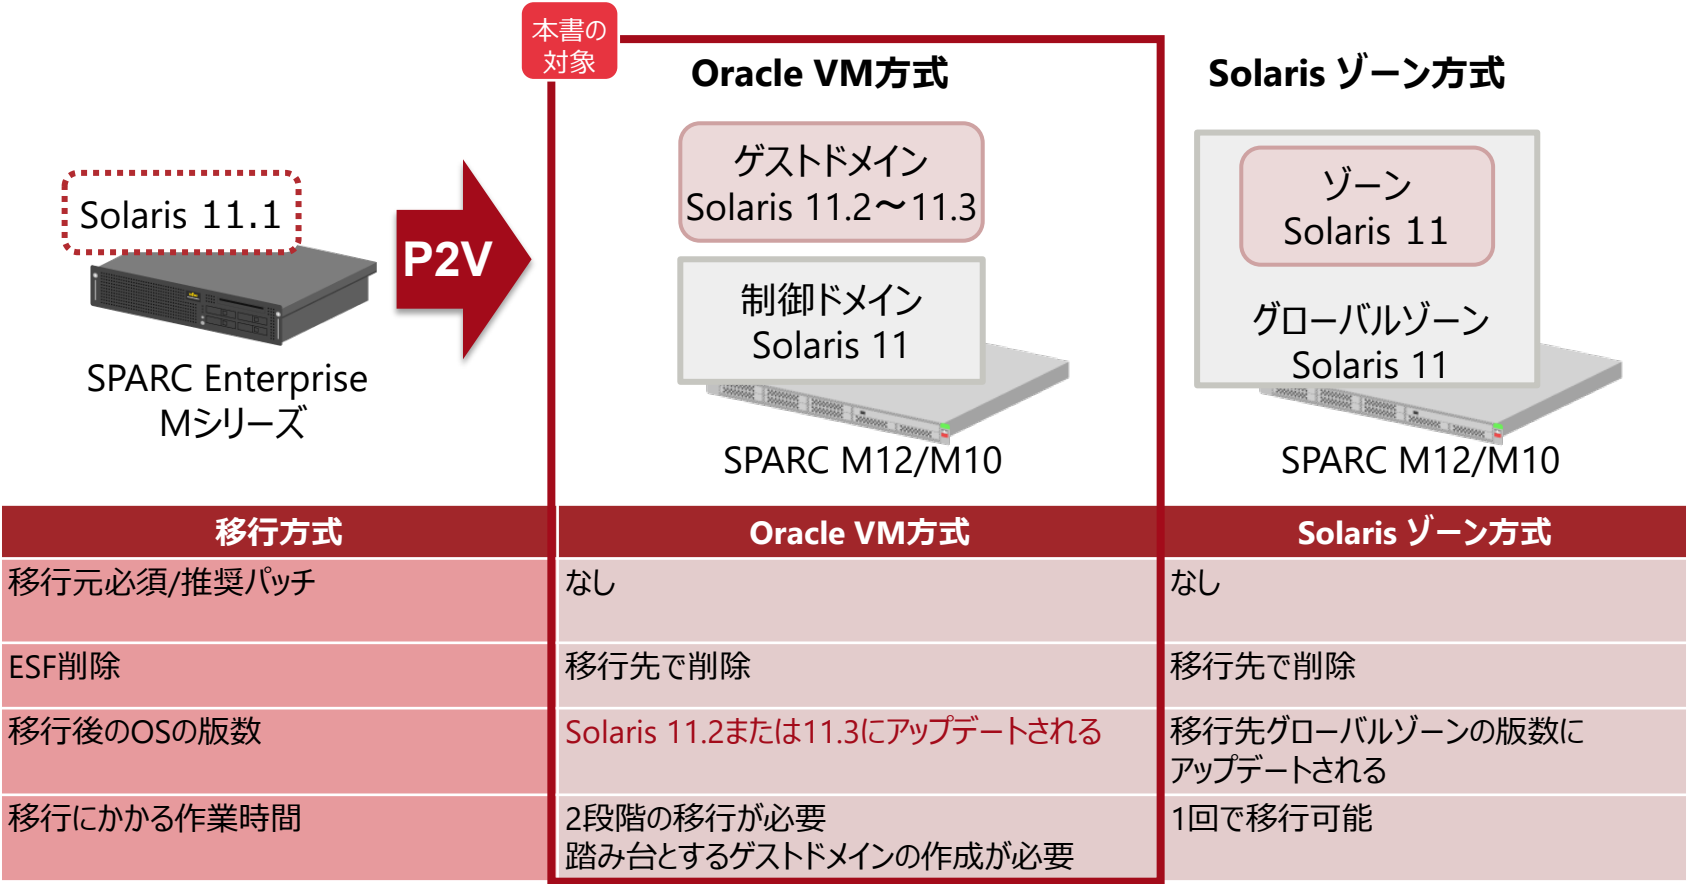 本書の
対象
Oracle VM方式
Solaris ゾーン方式
Solaris 11.1
SPARC Enterprise
Mシリーズ
P2V
ゲストドメイン
Solaris 11.2～11.3
制御ドメイン
Solaris 11
SPARC M12/M10
ゾーン
Solaris 11
グローバルゾーン
Solaris 11
SPARC M12/M10
移行方式
Oracle VM方式
Solaris ゾーン方式
移行元必須/推奨パッチ
なし
なし
ESF削除
移行先で削除
移行先で削除
移行後のOSの版数
Solaris 11.2または11.3にアップデートされる
移行先グローバルゾーンの版数に
アップデートされる
移行にかかる作業時間
2段階の移行が必要
踏み台とするゲストドメインの作成が必要
1回で移行可能